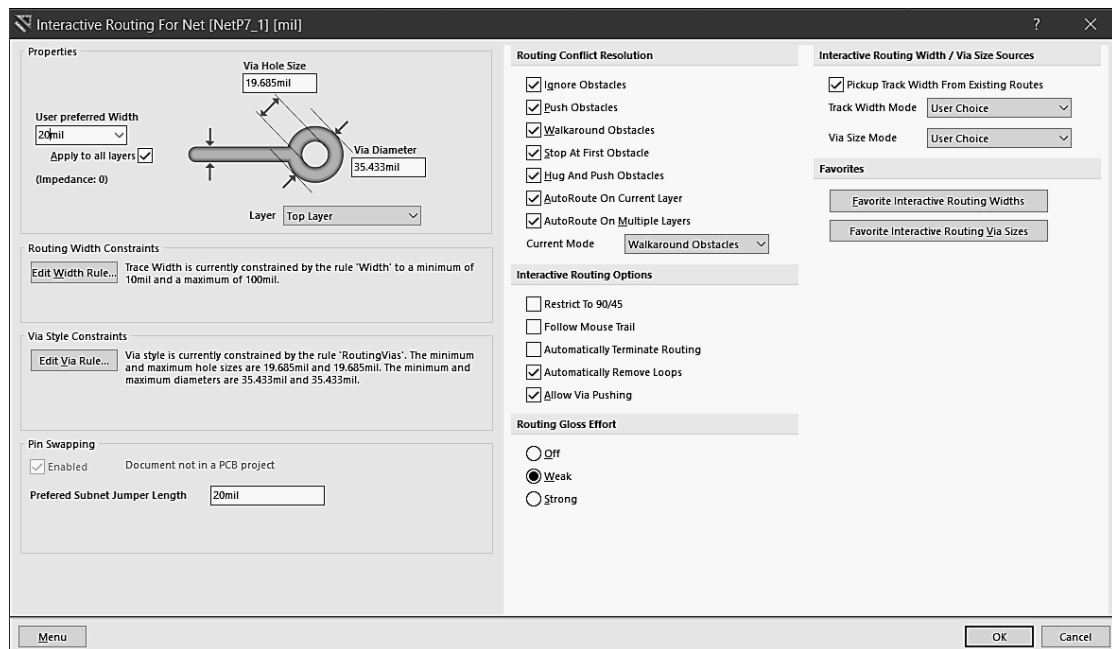 Interactive Routing For Net [NetP7_1] [mil]
?
Properties
Via Hole Size
19.685mil
User preferred Width
20mil
Apply to all layers
(Impedance: 0)
Via Diameter
35.433mil
Layer Top Layer
Routing Width Constraints
Edit Width Rule...
Trace Width is currently constrained by the rule 'Width' to a minimum of
10mil and a maximum of 100mil.
Via Style Constraints
Edit Via Rule...
Via style is currently constrained by the rule 'RoutingVias'. The minimum
and maximum hole sizes are 19.685mil and 19.685mil. The minimum and
maximum diameters are 35.433mil and 35.433mil.
Pin Swapping
Enabled Document not in a PCB project
Prefered Subnet Jumper Length 20mil
Routing Conflict Resolution
Ignore Obstacles
Push Obstacles
Walkaround Obstacles
Stop At First Obstacle
Hug And Push Obstacles
AutoRoute On Current Layer
AutoRoute On Multiple Layers
Current Mode Walkaround Obstacles
Interactive Routing Options
Restrict To 90/45
Follow Mouse Trail
Automatically Terminate Routing
Automatically Remove Loops
Allow Via Pushing
Routing Gloss Effort
Off
Weak
Strong
Interactive Routing Width / Via Size Sources
Pickup Track Width From Existing Routes
Track Width Mode User Choice
Via Size Mode User Choice
Favorites
Favorite Interactive Routing Widths
Favorite Interactive Routing Via Sizes
Menu
OK
Cancel